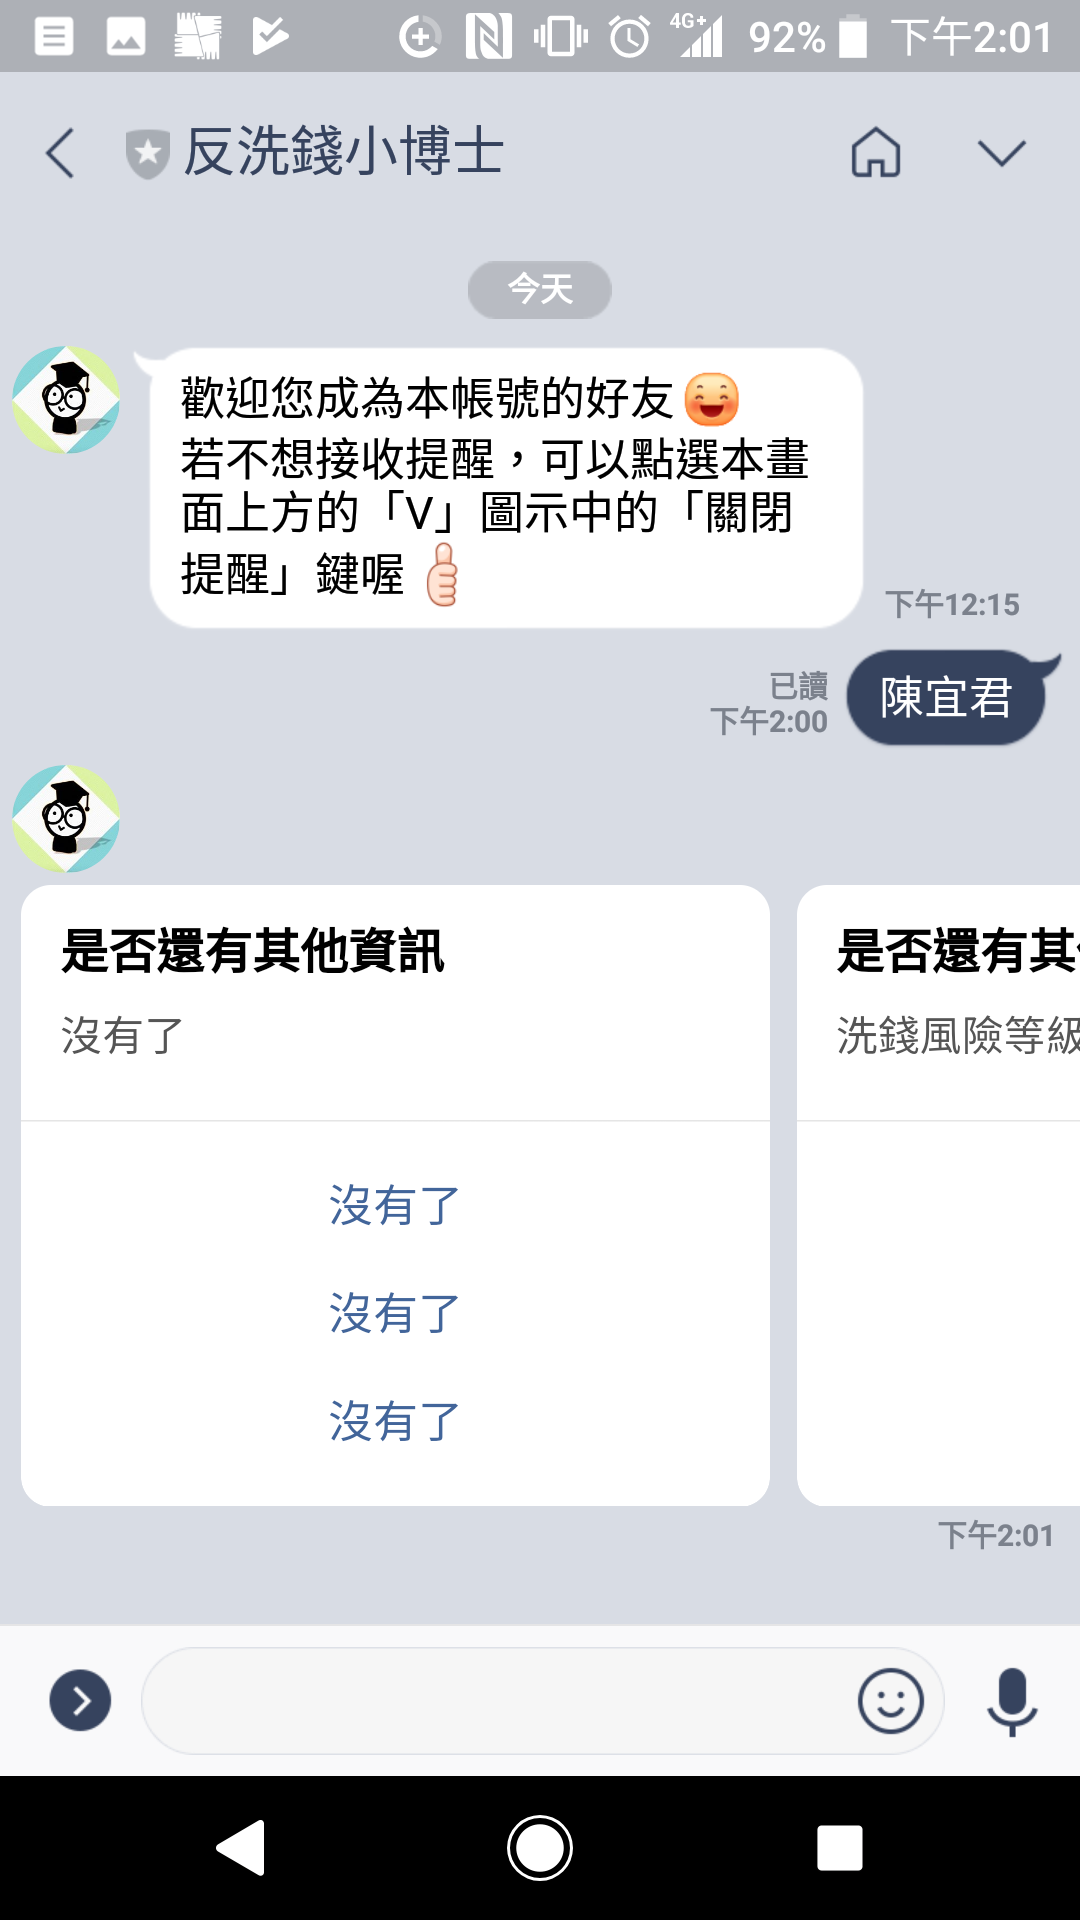 4G+ 92% 下午2:01
反洗錢小博士
今天
歡迎您成為本帳號的好友
若不想接收提醒，可以點選本畫
面上方的「V」圖示中的「關閉
提醒」鍵喔
下午12:15
已讀
下午2:00
陳宜君
是否還有其他資訊
沒有了
沒有了
沒有了
沒有了
是否還有其
洗錢風險等級
下午2:01